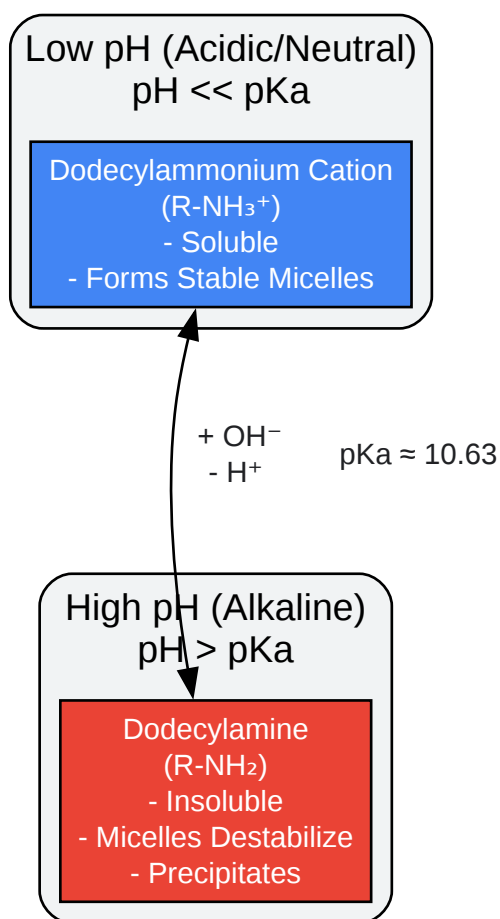 Low pH (Acidic/Neutral)
pH << pKa
Dodecylammonium Cation
(R-NH₃⁺)
- Soluble
- Forms Stable Micelles
+ OH⁻
- H⁺
pKa ≈ 10.63
High pH (Alkaline)
pH > pKa
Dodecylamine
(R-NH₂)
- Insoluble
- Micelles Destabilize
- Precipitates